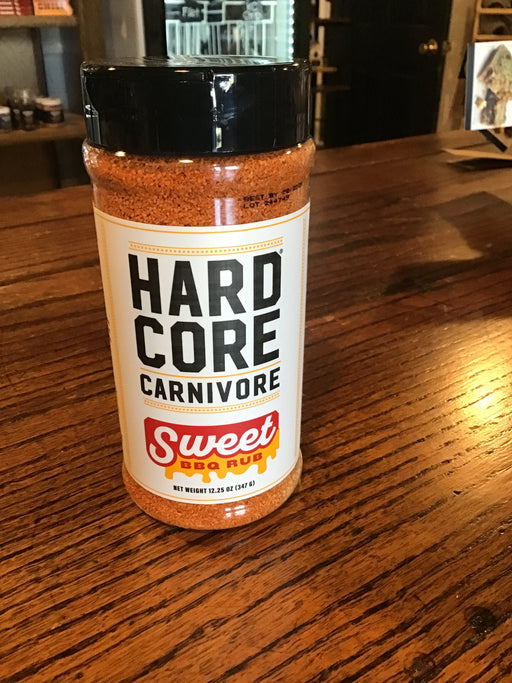 BEST BY
LOT
HARD®
CORE
CARNIVORE
Sweet
BBQ RUB
NET WEIGHT 12.25 OZ (347 G)